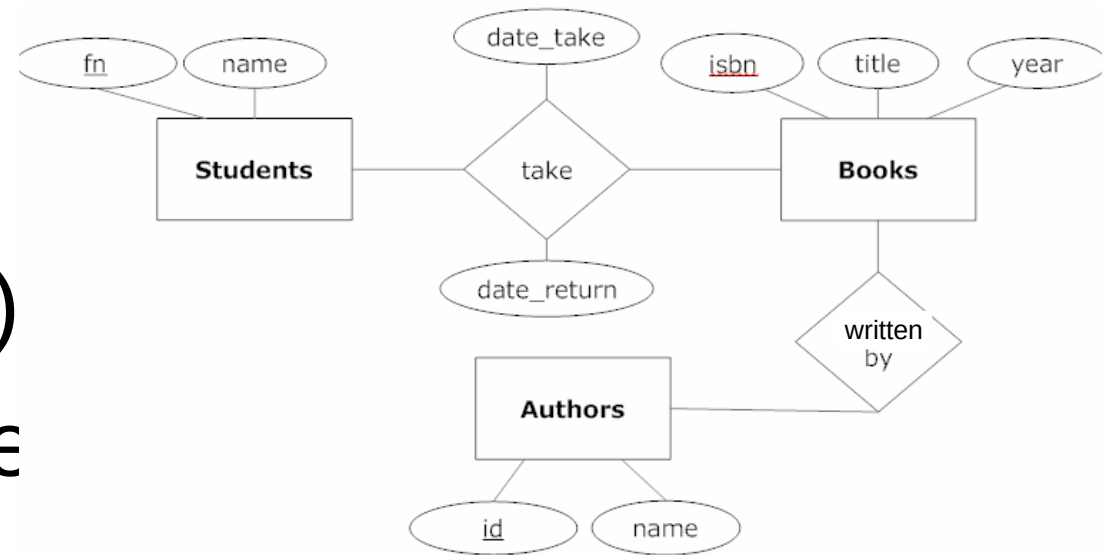 date_take
fn
name
isbn
title
year
Students
take
Books
)
date_return
written
by
Authors
e
id
name